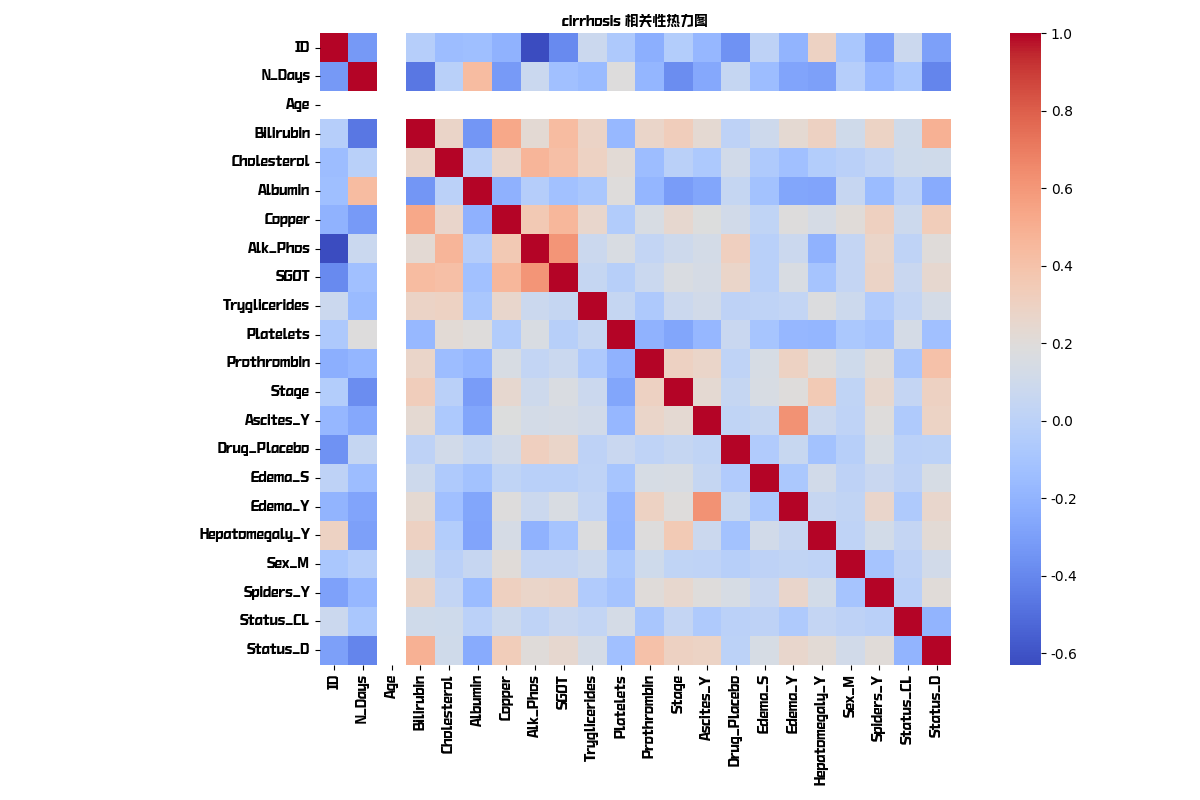 cirrhosis 相关性热力图
ID
N_Days
Age
Bilirubin
Cholesterol
Albumin
Copper
Alk_Phos
SGOT
Tryglicerides
Platelets
Prothrombin
Stage
Ascites_Y
Drug_Placebo
Edema_S
Edema_Y
Hepatomegaly_Y
Sex_M
Spiders_Y
Status_CL
Status_D
ID
N_Days
Age
Bilirubin
Cholesterol
Albumin
Copper
Alk_Phos
SGOT
Tryglicerides
Platelets
Prothrombin
Stage
Ascites_Y
Drug_Placebo
Edema_S
Edema_Y
Hepatomegaly_Y
Sex_M
Spiders_Y
Status_CL
Status_D
1.0
0.8
0.6
0.4
0.2
0.0
-0.2
-0.4
-0.6